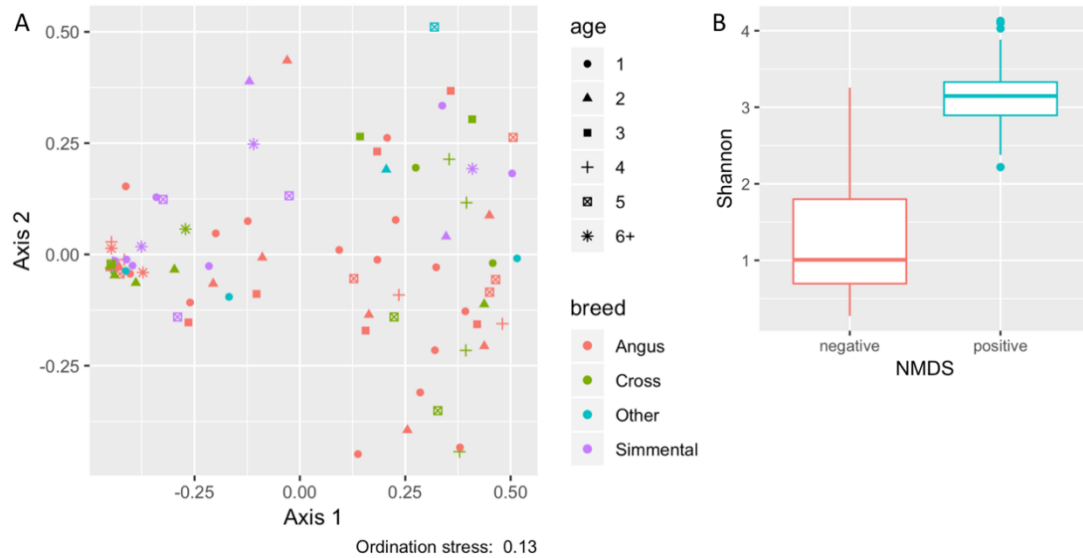 A
0.50
0.25
0.00
-0.25
Axis 2
-0.25
0.00
0.25
0.50
Axis 1
Ordination stress: 0.13
age
1
2
3
4
5
6+
breed
Angus
Cross
Other
Simmental
B
4
3
2
1
Shannon
negative
positive
NMDS